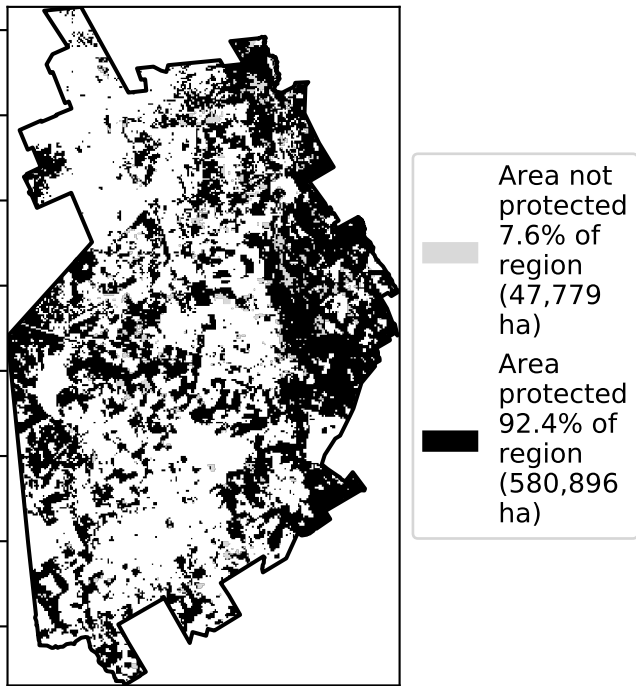 Area not
protected
7.6% of
region
(47,779
ha)
Area
protected
92.4% of
region
(580,896
ha)